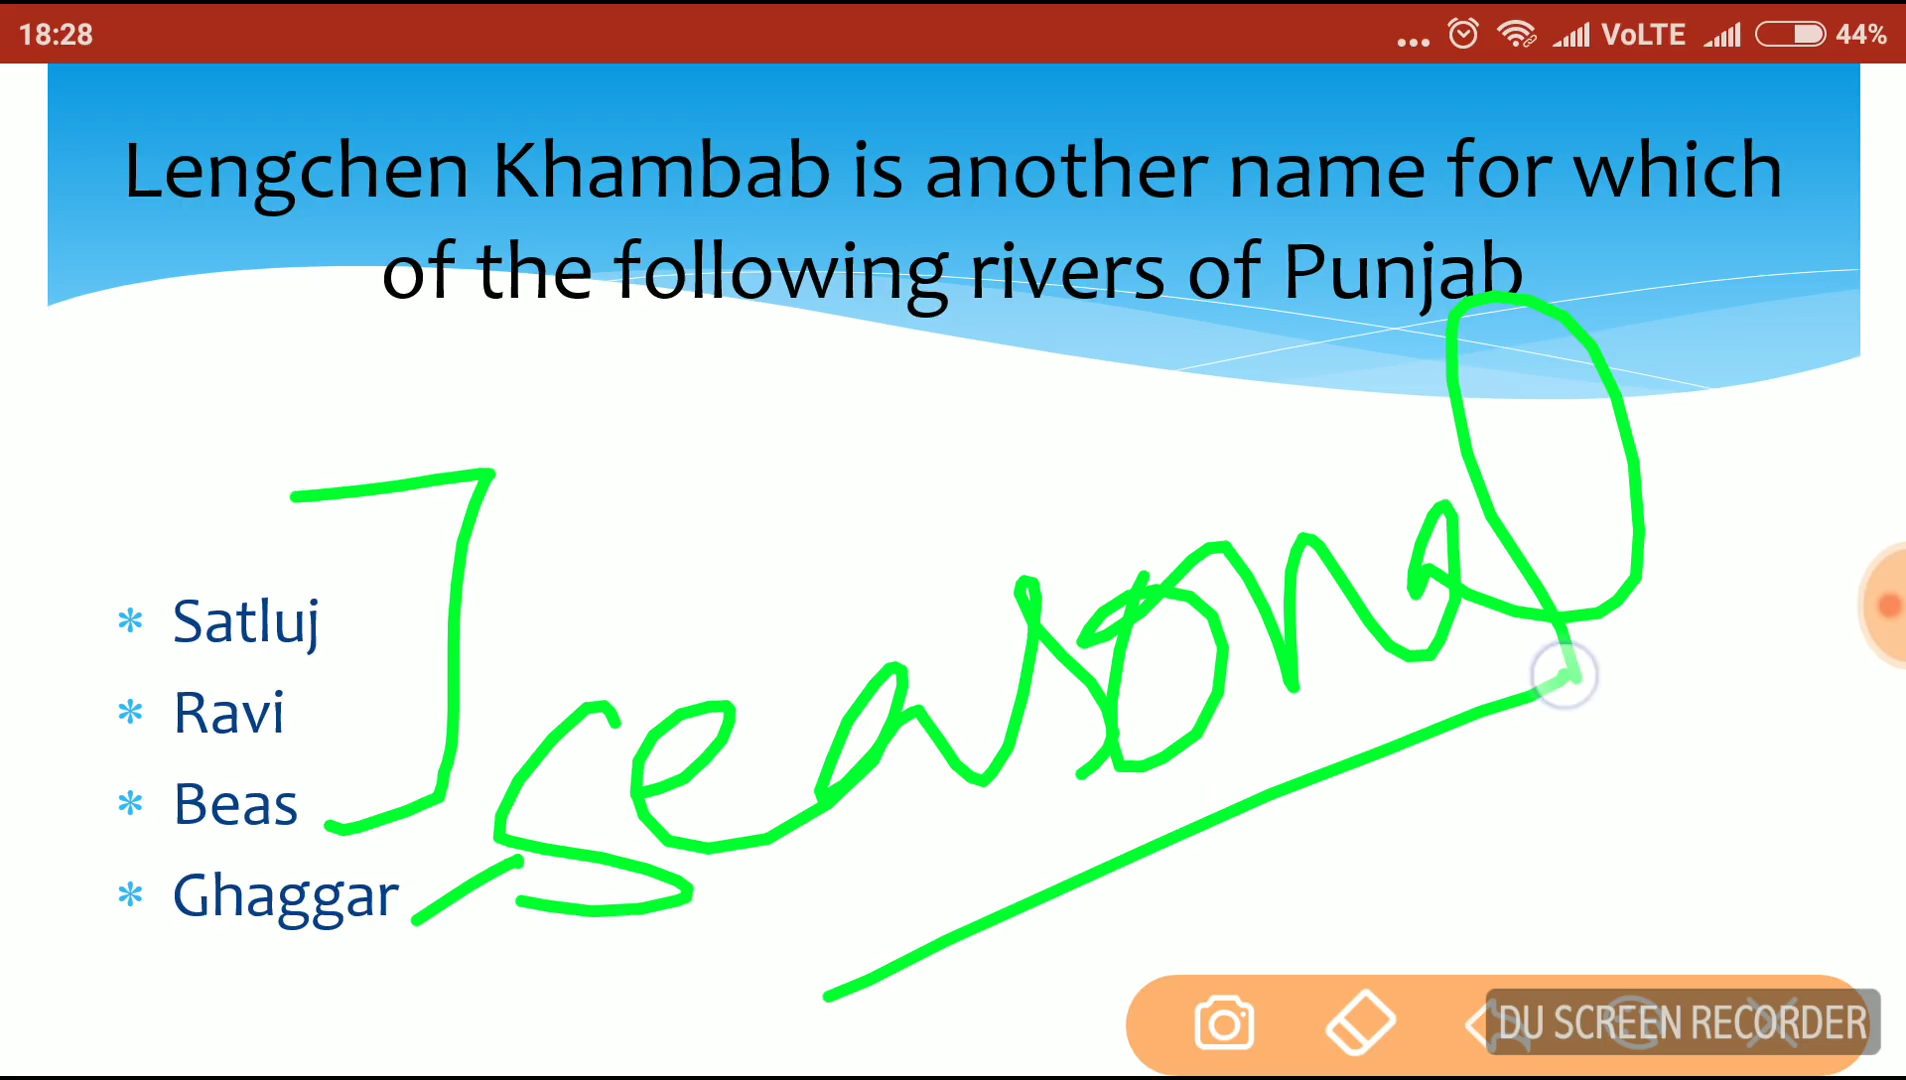 18:28
... VoLTE 44%
Lengchen Khambab is another name for which
of the following rivers of Punjab
* Satluj
* Ravi
* Beas
* Ghaggar
seasonal
DU SCREEN RECORDER